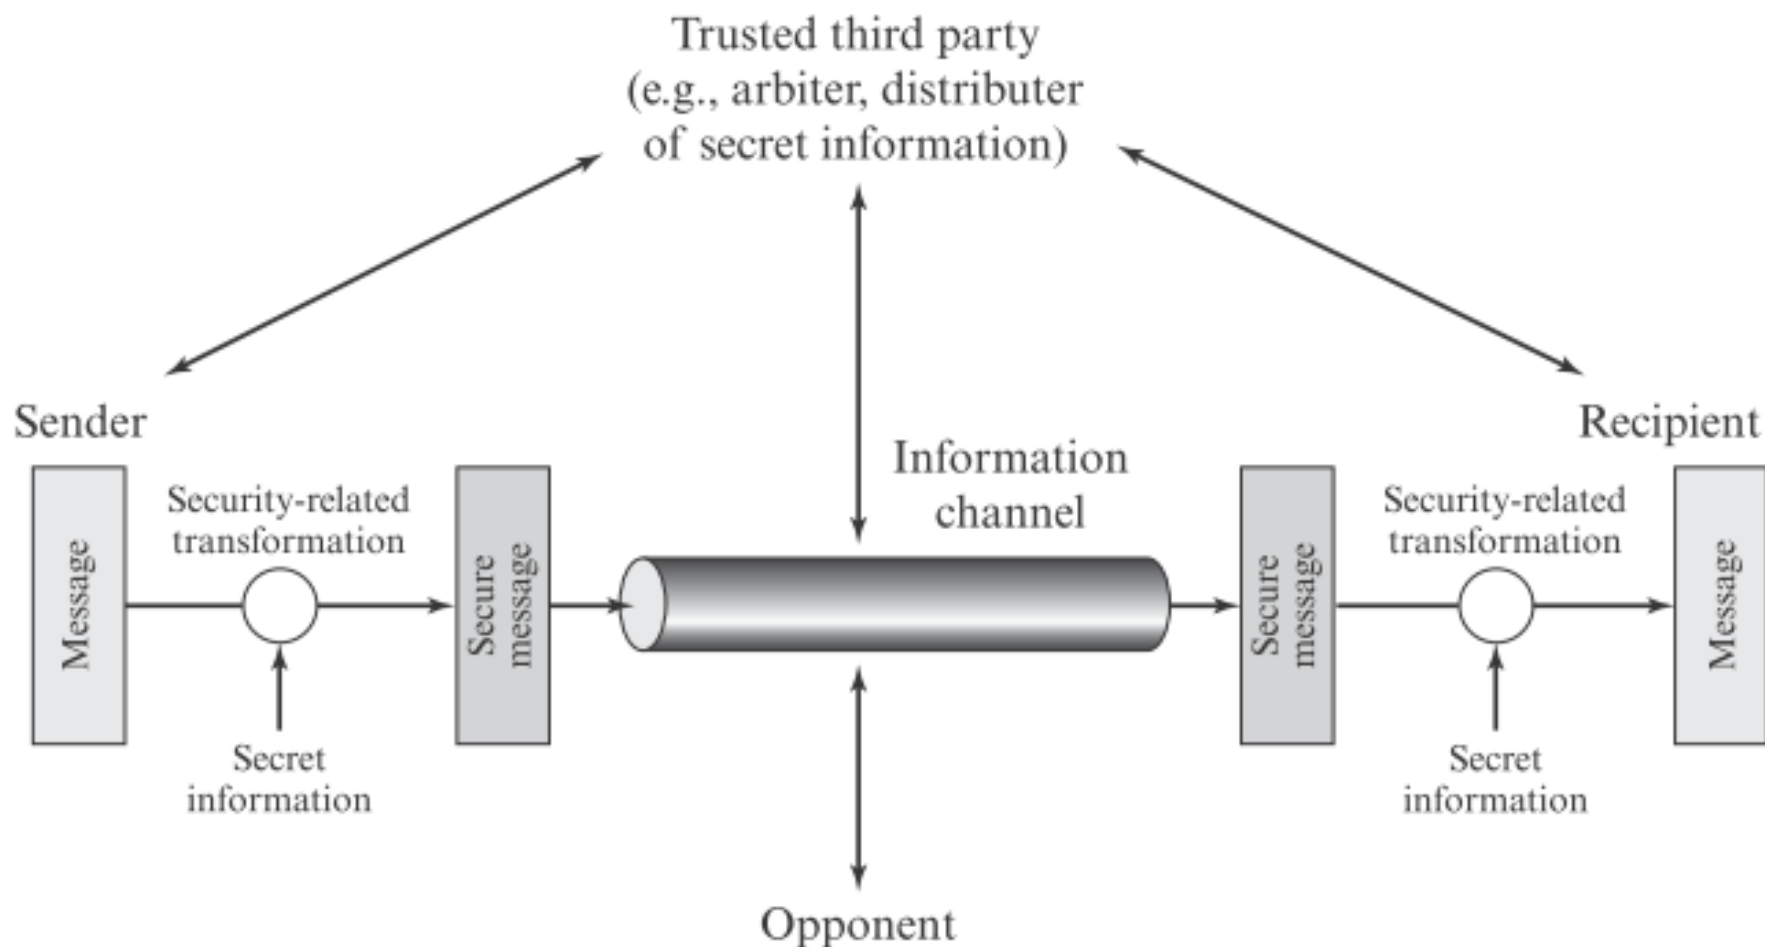 Trusted third party
(e.g., arbiter, distributer
of secret information)
Sender
Recipient
Information
channel
Security-related
transformation
Security-related
transformation
Message
Secure
message
Secure
message
Message
Secret
information
Secret
information
Opponent